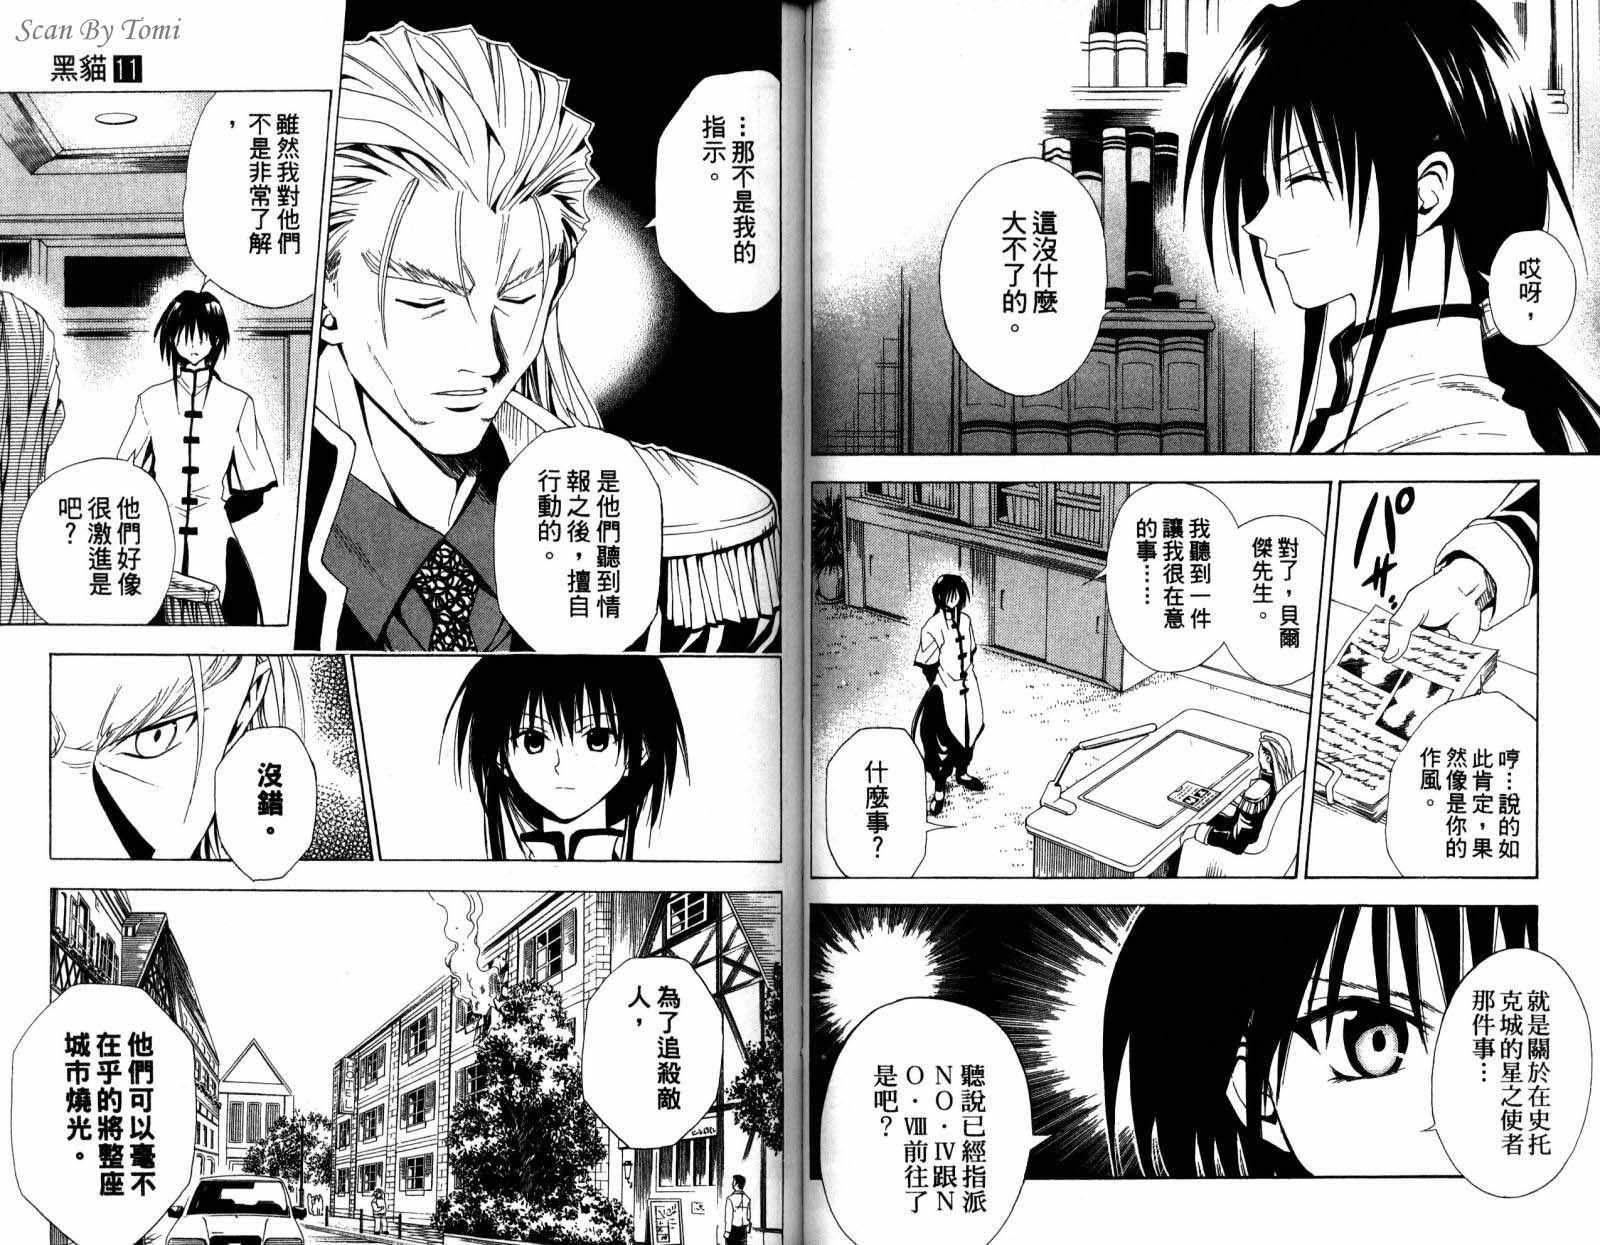 Scan By Tomi
黑貓 11
哎呀，
這沒什麼
大不了的。
パ
哼…說的如
此肯定，果
然像是你的
作風。
對了，貝爾
傑先生。
我聽到一件
讓我很在意
的事……
什麼事？
就是關於在史托
克城的星之使者
那件事…
聽說已經指派
NO．Ⅳ跟N
O．Ⅷ前往了
是吧？
…那不是我的
指示。
是他們聽到情
報之後，擅自
行動的。
雖然我對他們
不是非常了解
，
他們好像
很激進是
吧？
沒錯。
為了追殺敵
人，
他們可以毫不
在乎的將整座
城市燒光。